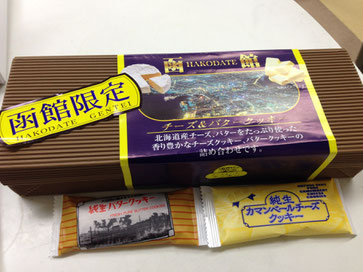 函館限定
HAKODATE GENTEI
函 HAKODATE 館
チーズ&バタークッキー
北海道産チーズ、バターをたっぷり使った
香り豊かなチーズクッキー、バタークッキーの
詰め合わせです。
純生バタークッキー
純生
カマンベールチーズ
クッキー